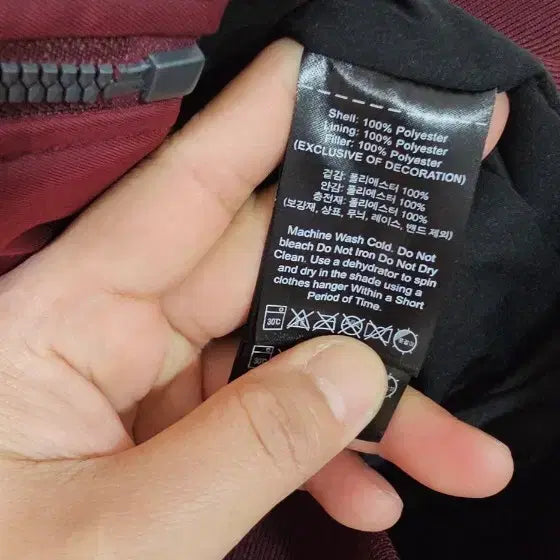 Shell: 100% Polyester
Lining: 100% Polyester
Filler: 100% Polyester
(EXCLUSIVE OF DECORATION)
겉감: 폴리에스터 100%
안감: 폴리에스터 100%
충전재: 폴리에스터 100%
(보강재, 상표, 무늬, 레이스, 밴드 제외)
Machine Wash Cold. Do Not
bleach Do Not Iron Do Not Dry
Clean. Use a dehydrator to spin
and dry in the shade using a
clothes hanger Within a Short
Period of Time.
30℃
30℃